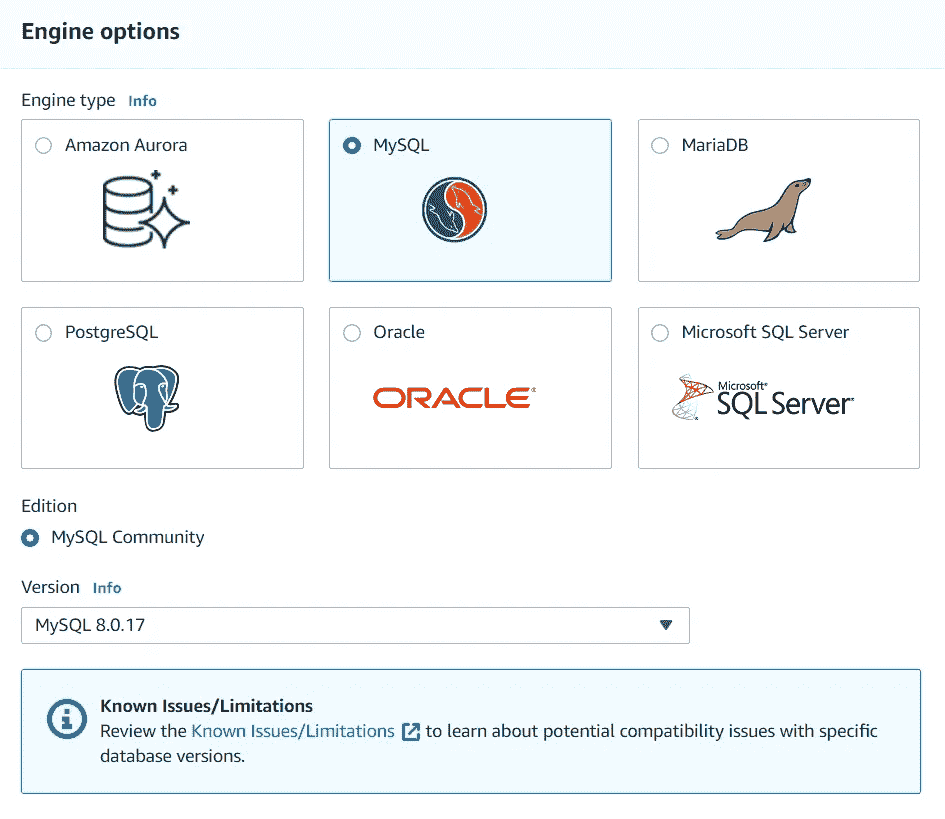 Engine options
Engine type Info
Amazon Aurora
MySQL
MariaDB
PostgreSQL
Oracle
Microsoft SQL Server
ORACLE®
Microsoft®
SQL Server
Edition
MySQL Community
Version Info
MySQL 8.0.17
Known Issues/Limitations
Review the Known Issues/Limitations to learn about potential compatibility issues with specific
database versions.